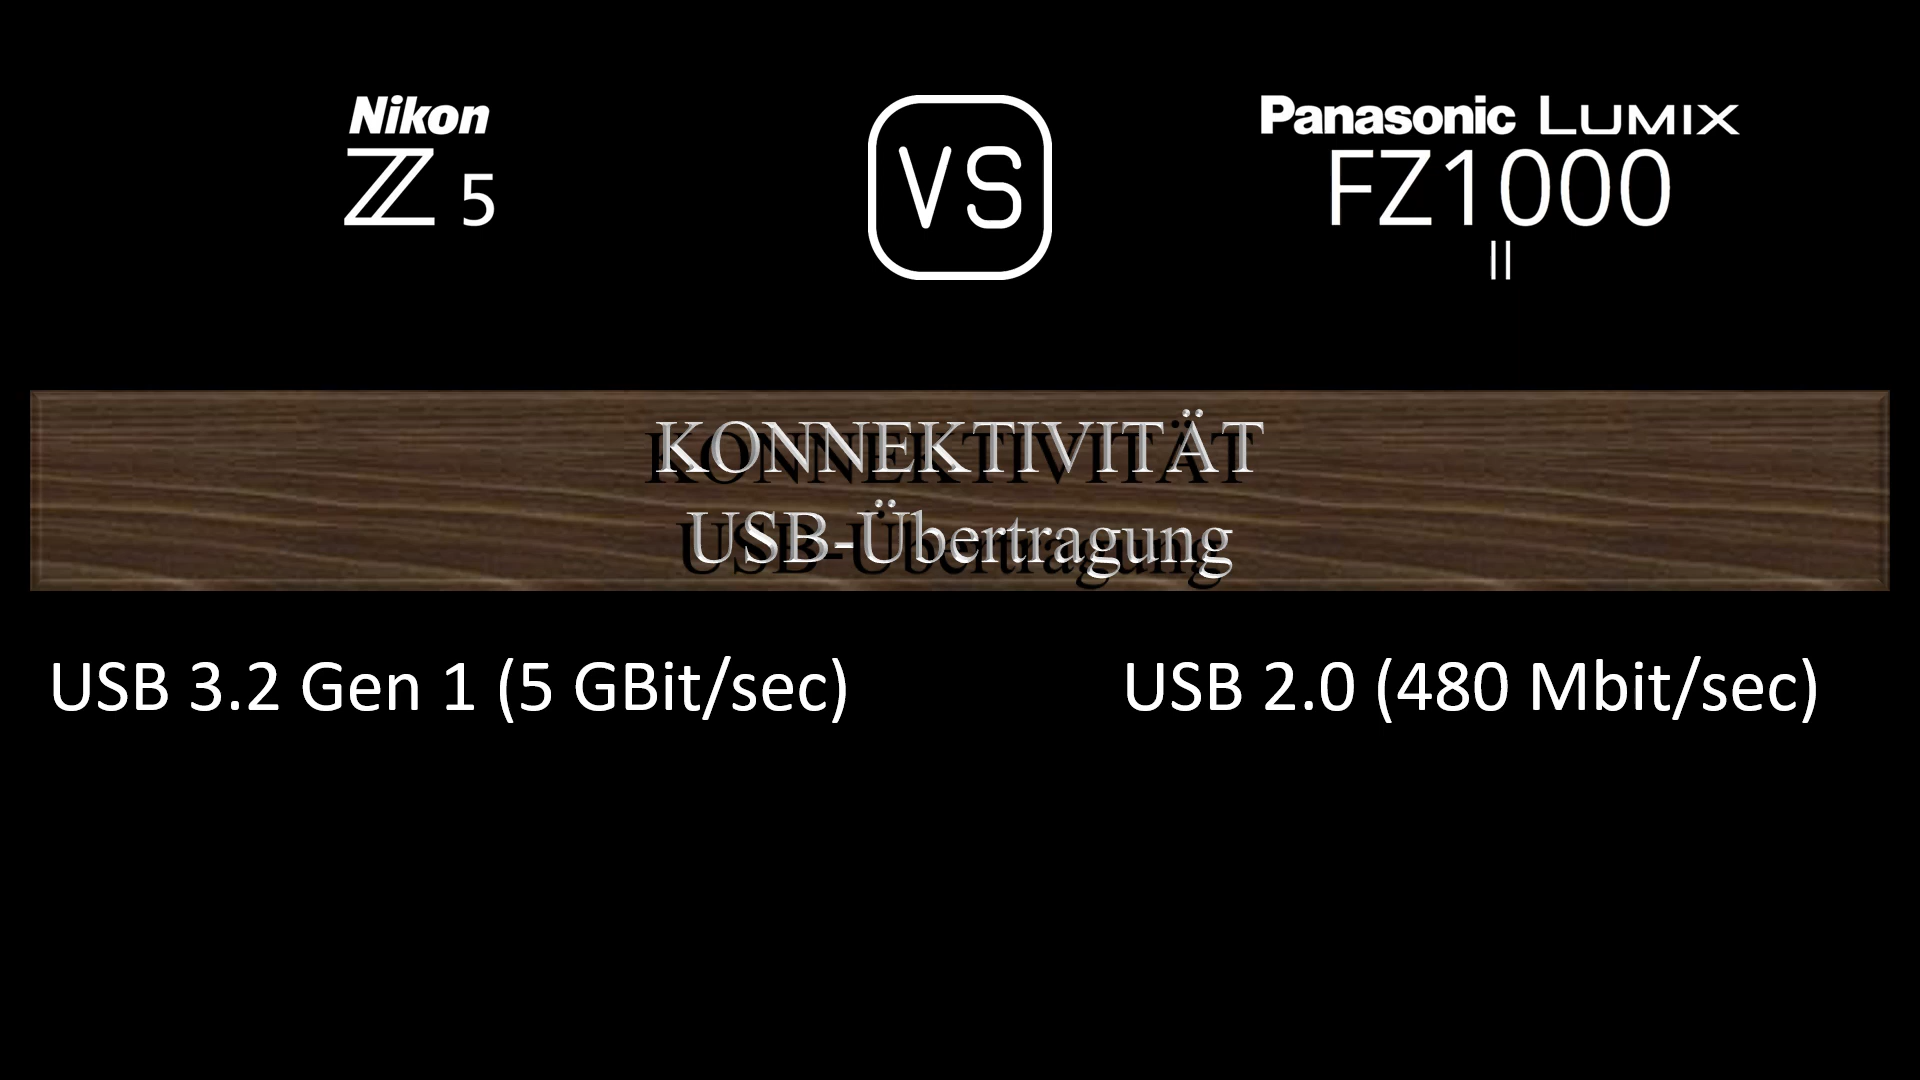 Nikon
Z 5
VS
Panasonic LUMIX
FZ1000
II
KONNEKTIVITÄT
USB-Übertragung
USB 3.2 Gen 1 (5 GBit/sec)
USB 2.0 (480 Mbit/sec)